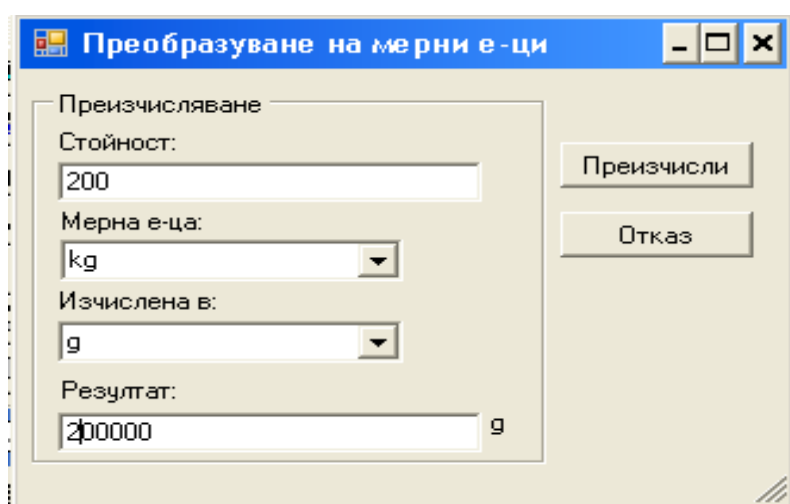 Преобразуване на мерни е-ци
Преизчисляване
Стойност:
200
Преизчисли
Мерна е-ца:
Отказ
kg
Изчислена в:
g
Резултат:
200000 g